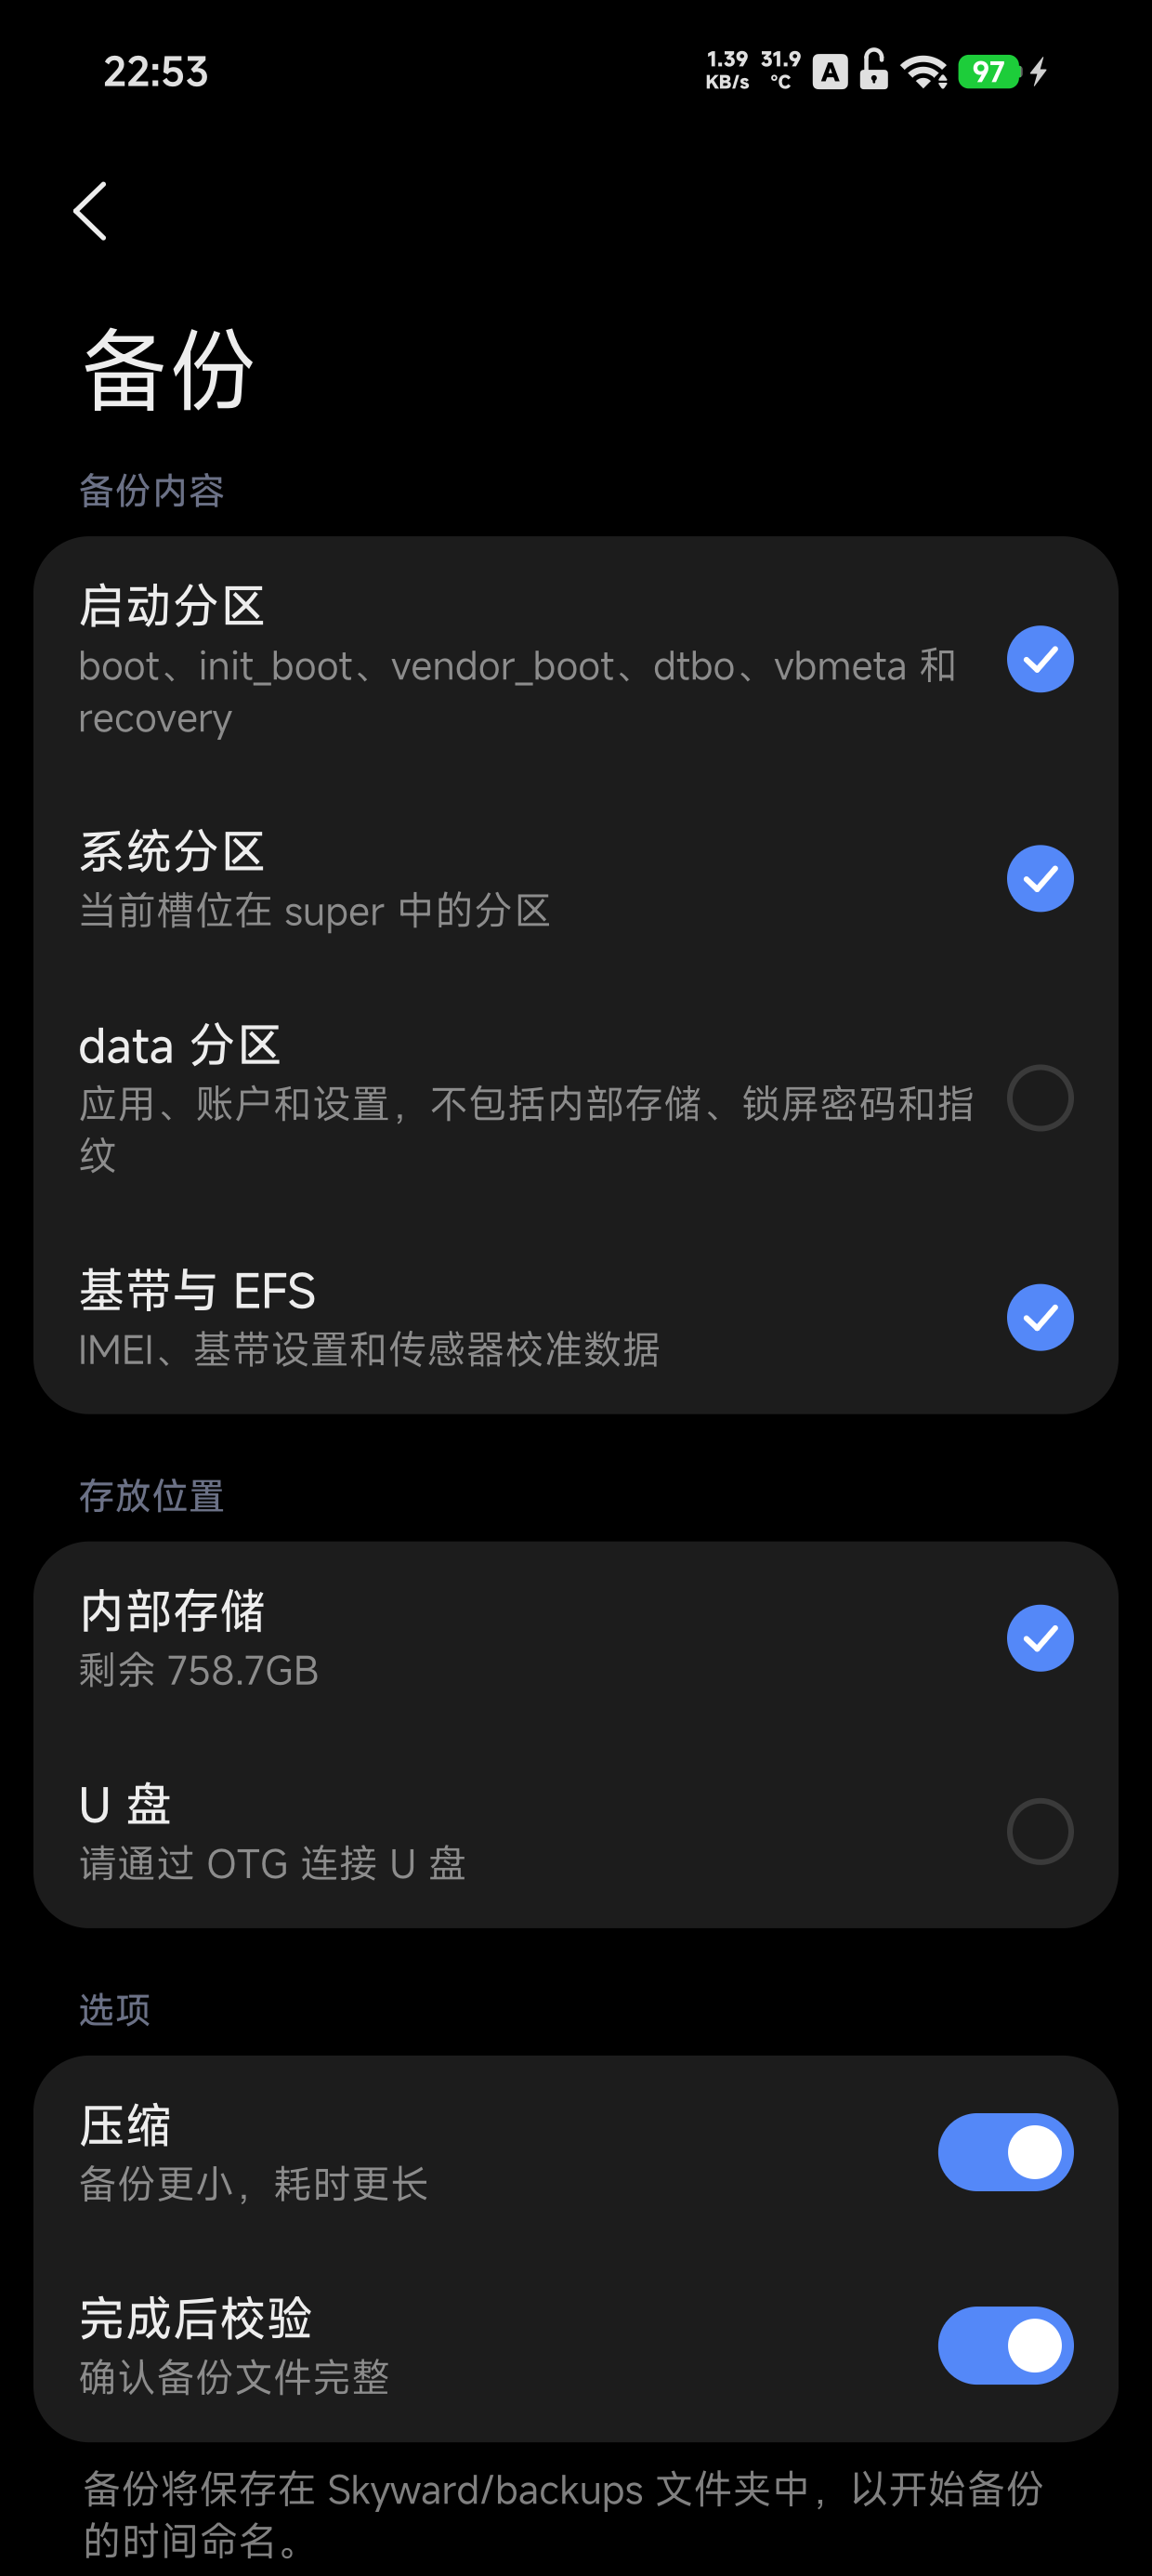 22:53
1.39 KB/s
31.9 °C
A
97
备份
备份内容
启动分区
boot、init_boot、vendor_boot、dtbo、vbmeta 和
recovery
系统分区
当前槽位在 super 中的分区
data 分区
应用、账户和设置，不包括内部存储、锁屏密码和指
纹
基带与 EFS
IMEI、基带设置和传感器校准数据
存放位置
内部存储
剩余 758.7GB
U 盘
请通过 OTG 连接 U 盘
选项
压缩
备份更小，耗时更长
完成后校验
确认备份文件完整
备份将保存在 Skyward/backups 文件夹中，以开始备份
的时间命名。